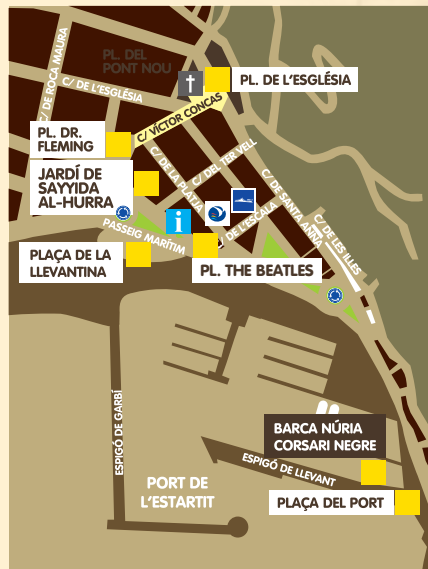 PL. DEL
PONT NOU
C/ DE ROCA MAURA
C/ DE L'ESGLÉSIA
PL. DE L'ESGLÉSIA
C/ VÍCTOR CONCAS
PL. DR.
FLEMING
C/ DEL TER VELL
C/ DE LA PLATJA
JARDÍ DE
SAYYIDA
AL-HURRA
C/ DE SANTA ANNA
C/ DE LES ILLES
i
C/ DE L'ESCALA
PASSEIG MARÍTIM
PLAÇA DE LA
LLEVANTINA
PL. THE BEATLES
ESPIGÓ DE GARBÍ
BARCA NÚRIA
CORSARI NEGRE
ESPIGÓ DE LLEVANT
PORT DE
L'ESTARTIT
PLAÇA DEL PORT